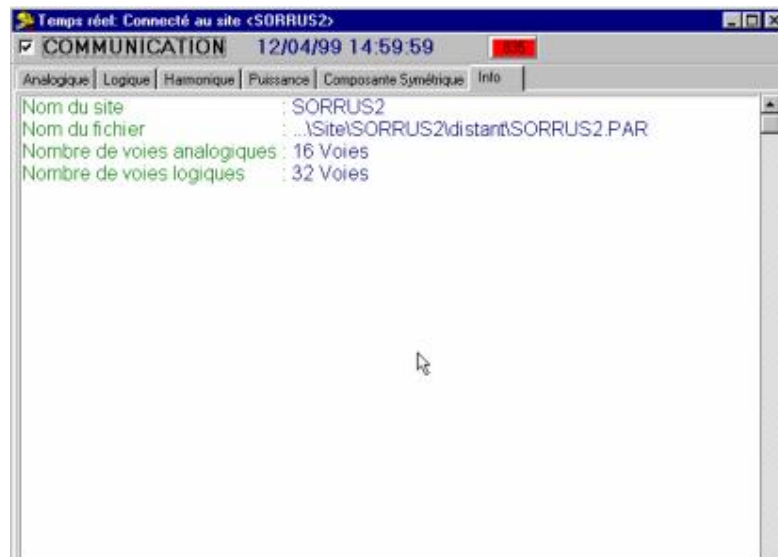 Temps réel: Connecté au site <SORRUS2>
COMMUNICATION 12/04/99 14:59:59 835
Analogique Logique Harmonique Puissance Composante Symétrique Info
Nom du site : SORRUS2
Nom du fichier : ...\Site\SORRUS2\distant\SORRUS2.PAR
Nombre de voies analogiques : 16 Voies
Nombre de voies logiques : 32 Voies